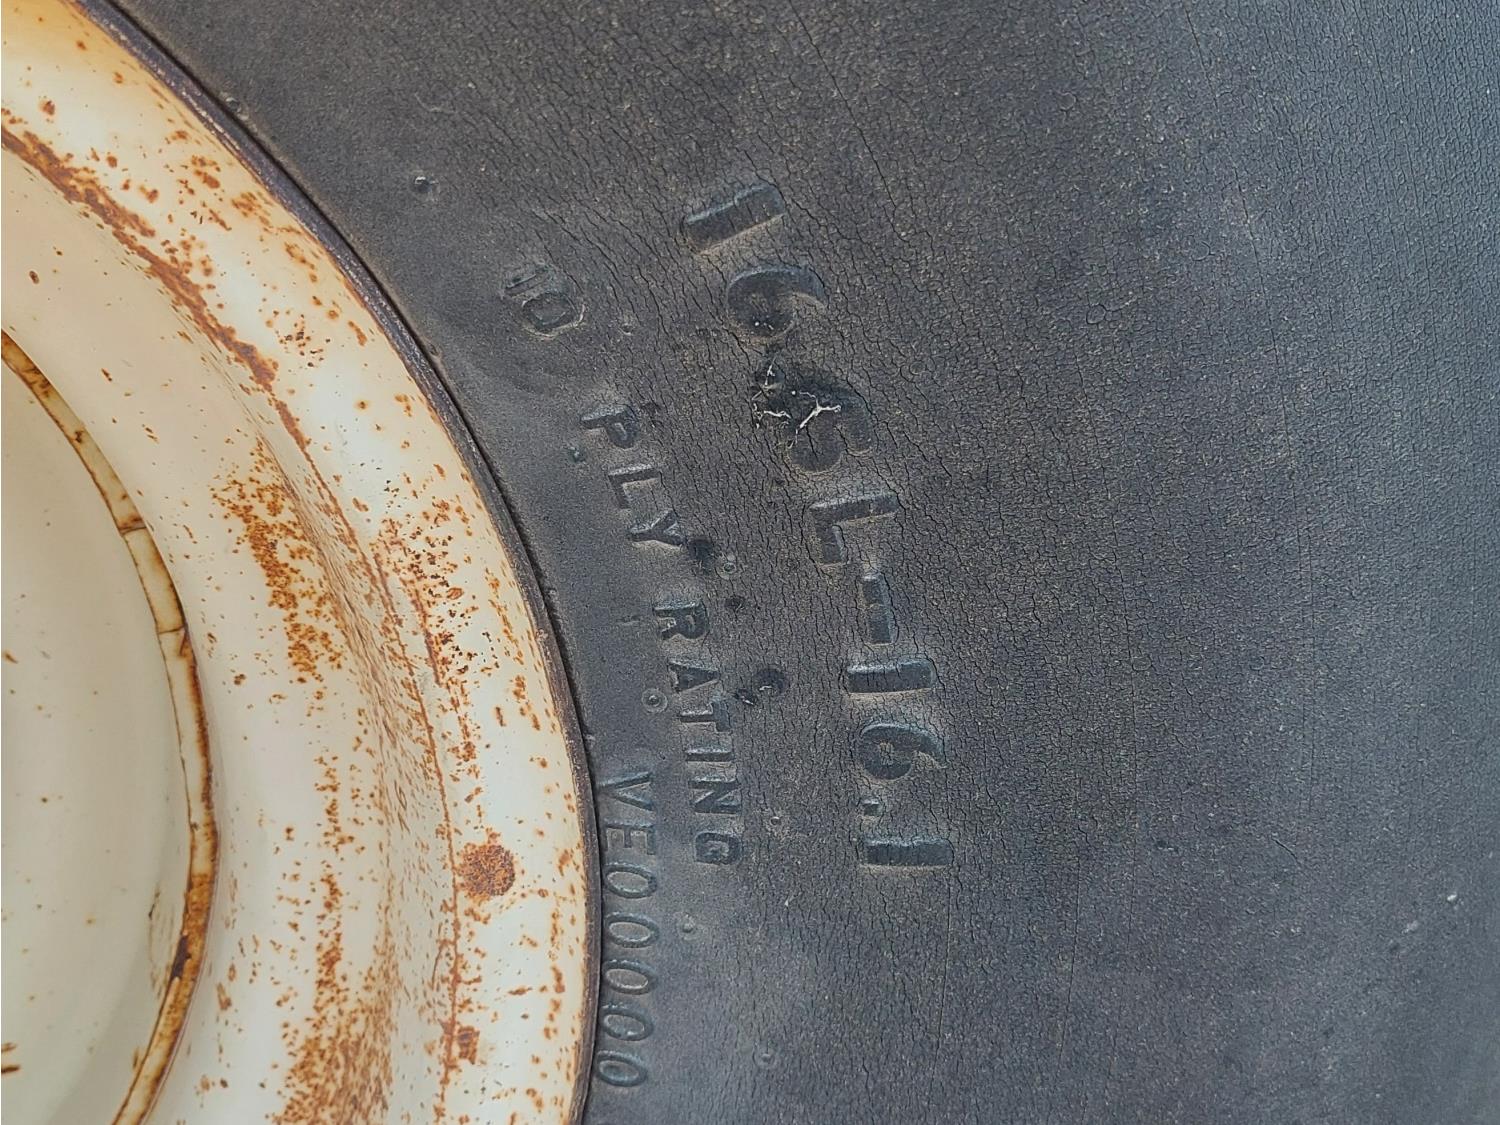 16.5L-16.1
10 PLY RATING
VE00000